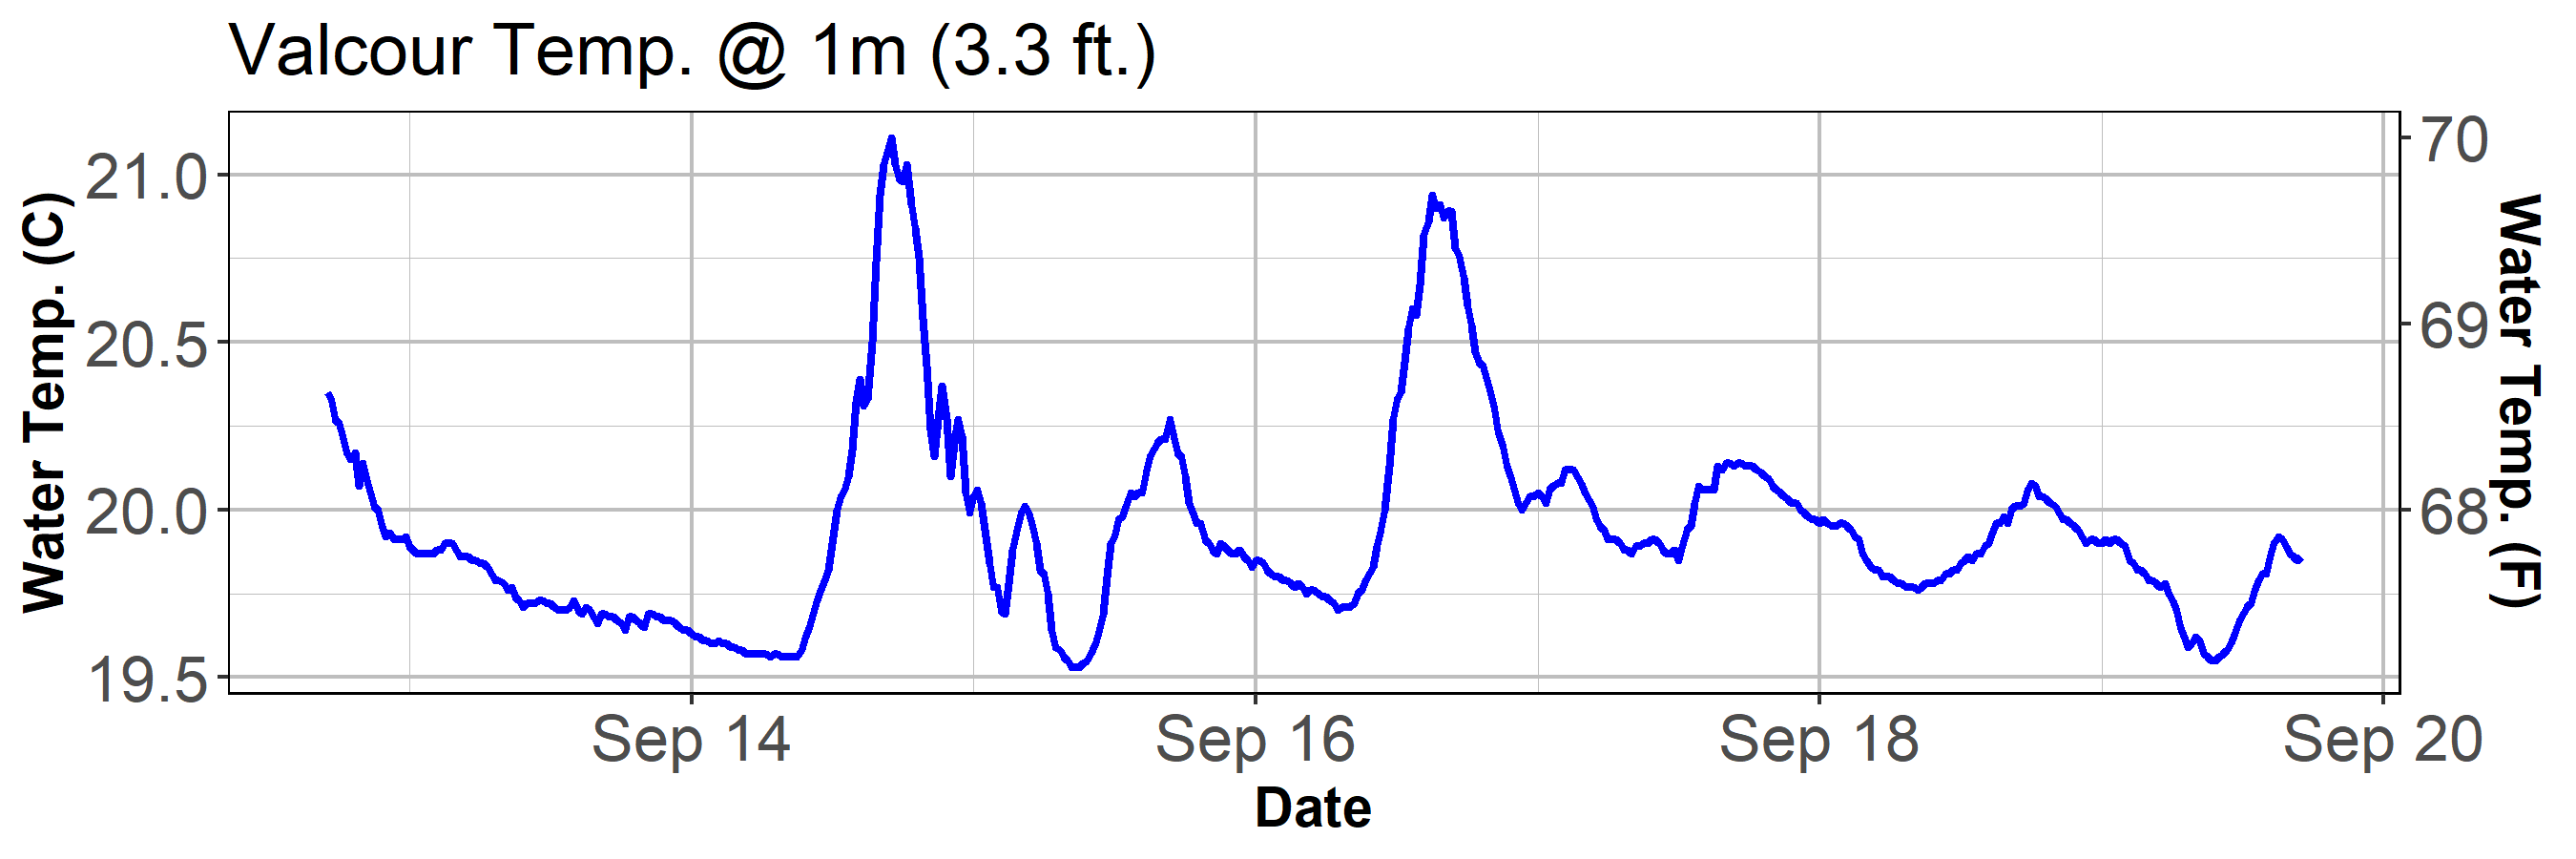 Valcour Temp. @ 1m (3.3 ft.)
Water Temp. (C)
21.0
20.5
20.0
19.5
70
69
68
Water Temp. (F)
Sep 14
Sep 16
Sep 18
Sep 20
Date